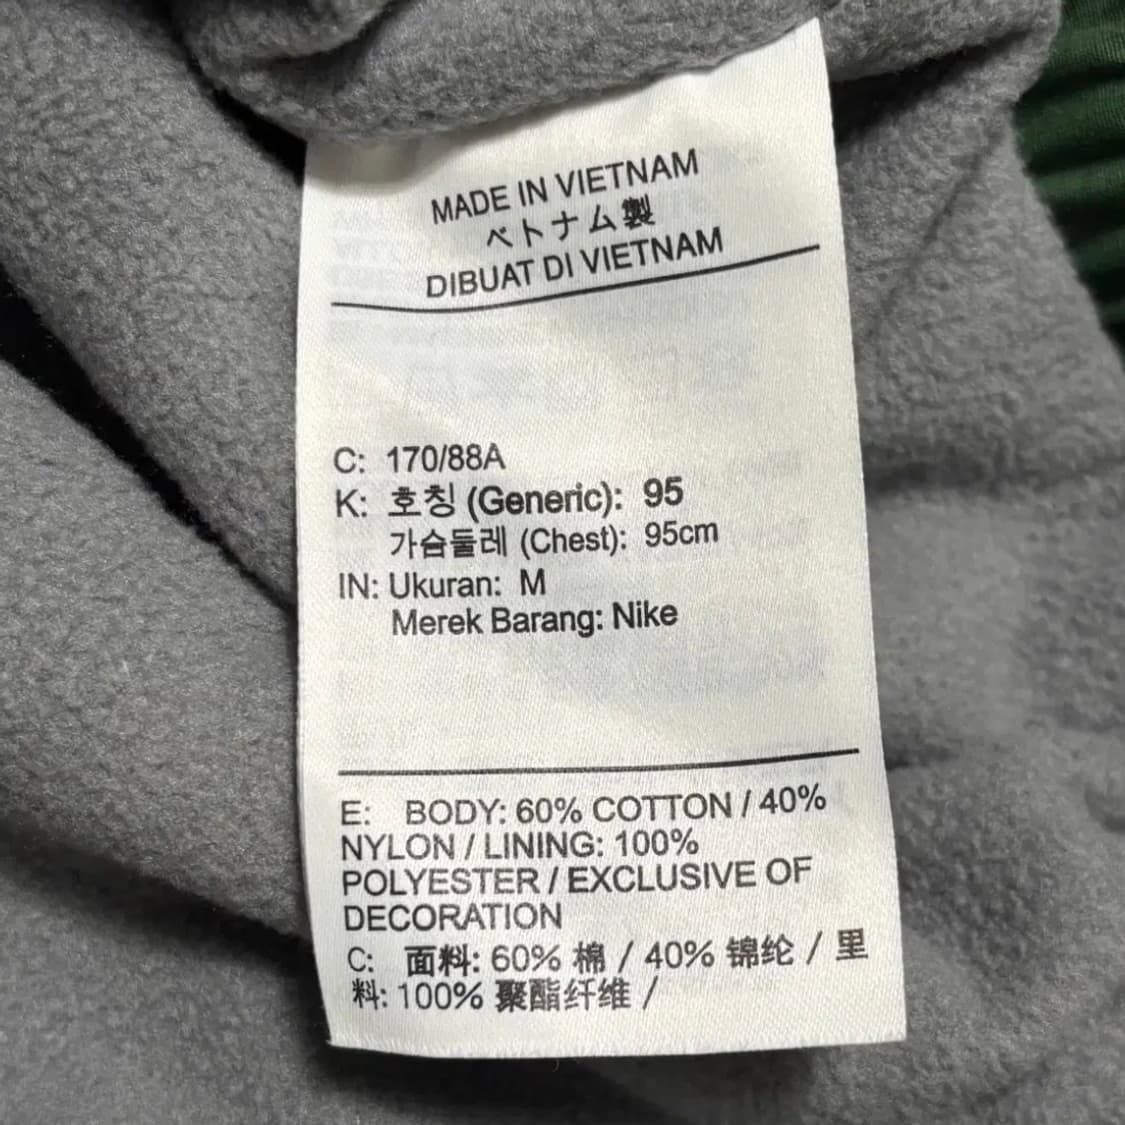 MADE IN VIETNAM
ベトナム製
DIBUAT DI VIETNAM
C: 170/88A
K: 호칭 (Generic): 95
가슴둘레 (Chest): 95cm
IN: Ukuran: M
Merek Barang: Nike
E: BODY: 60% COTTON / 40%
NYLON / LINING: 100%
POLYESTER / EXCLUSIVE OF
DECORATION
C: 面料: 60% 棉 / 40% 锦纶 / 里
料: 100% 聚酯纤维 /